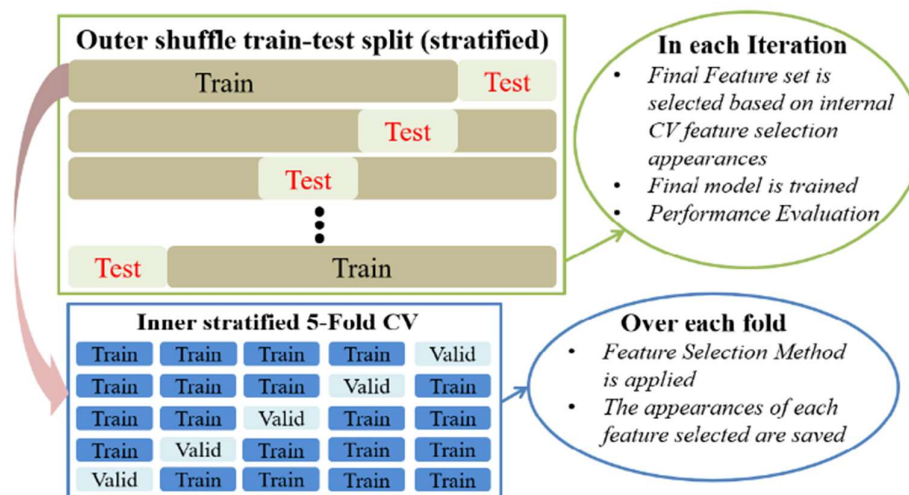 Outer shuffle train-test split (stratified)
Train Test
Test
Test
Test Train
In each Iteration
• Final Feature set is
selected based on internal
CV feature selection
appearances
• Final model is trained
• Performance Evaluation
Inner stratified 5-Fold CV
Train Train Train Train Valid
Train Train Train Valid Train
Train Train Valid Train Train
Train Valid Train Train Train
Valid Train Train Train Train
Over each fold
• Feature Selection Method
is applied
• The appearances of each
feature selected are saved